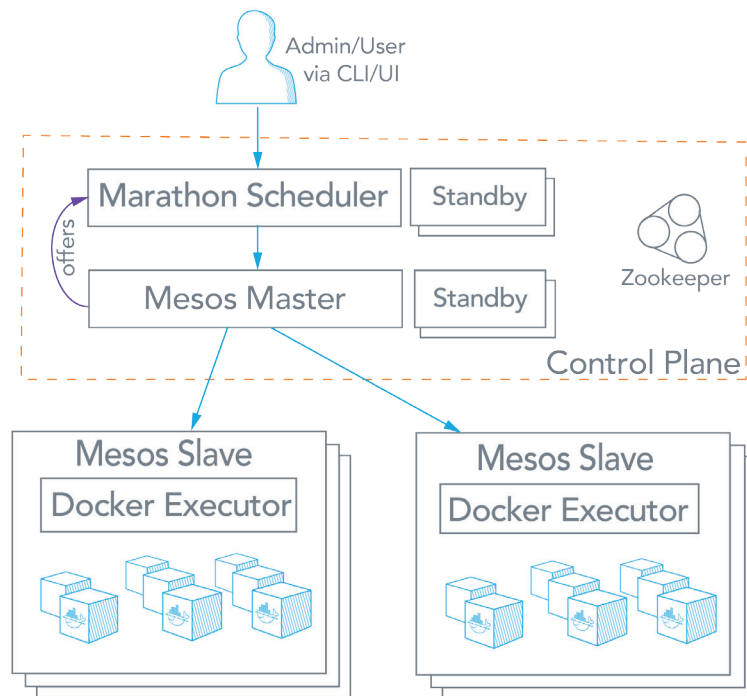 Admin/User
via CLI/UI
Marathon Scheduler
Standby
offers
Zookeeper
Mesos Master
Standby
Control Plane
Mesos Slave
Docker Executor
Mesos Slave
Docker Executor